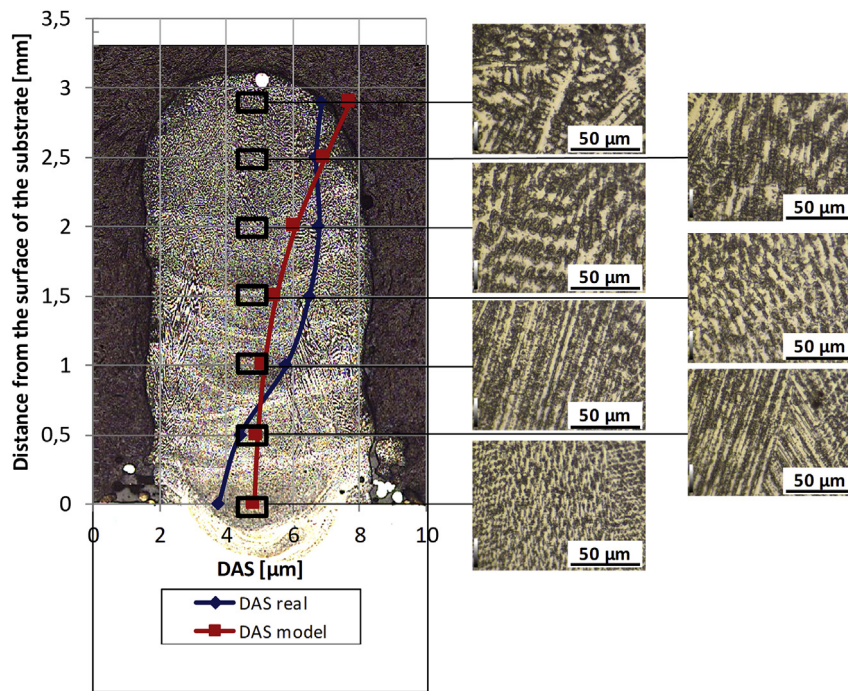 Distance from the surface of the substrate [mm]
3,5
3
2,5
2
1,5
1
0,5
0
0
2
4
6
8
10
DAS [µm]
DAS real
DAS model
50 µm
50 µm
50 µm
50 µm
50 µm
50 µm
50 µm